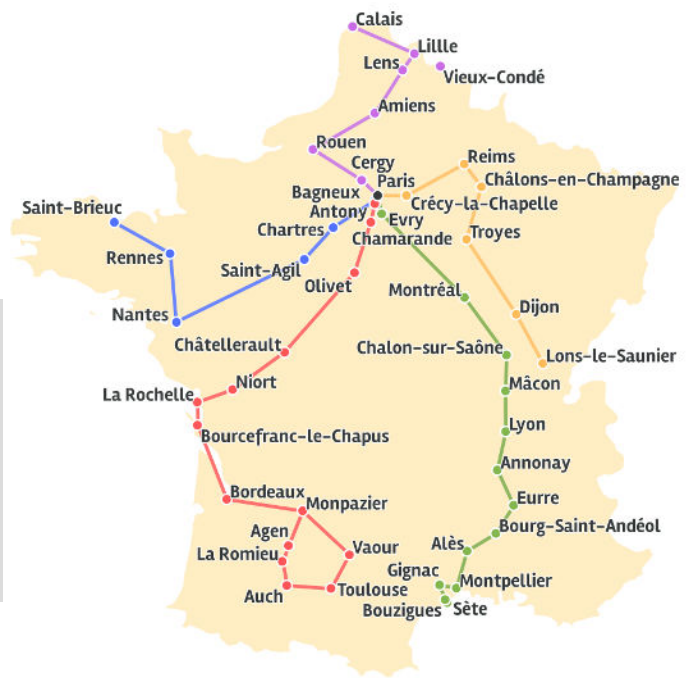 Calais
Lillle
Lens
Vieux-Condé
Amiens
Rouen
Cergy
Reims
Paris
Châlons-en-Champagne
Bagneux
Crécy-la-Chapelle
Saint-Brieuc
Antony
Evry
Chartres
Chamarande
Troyes
Rennes
Saint-Agil
Olivet
Montréal
Dijon
Nantes
Châtellerault
Chalon-sur-Saône
Lons-le-Saunier
Niort
Mâcon
La Rochelle
Lyon
Bourcefranc-le-Chapus
Annonay
Bordeaux
Monpazier
Eurre
Bourg-Saint-Andéol
Agen
Alès
La Romieu
Vaour
Gignac
Montpellier
Auch
Toulouse
Bouzigues
Sète